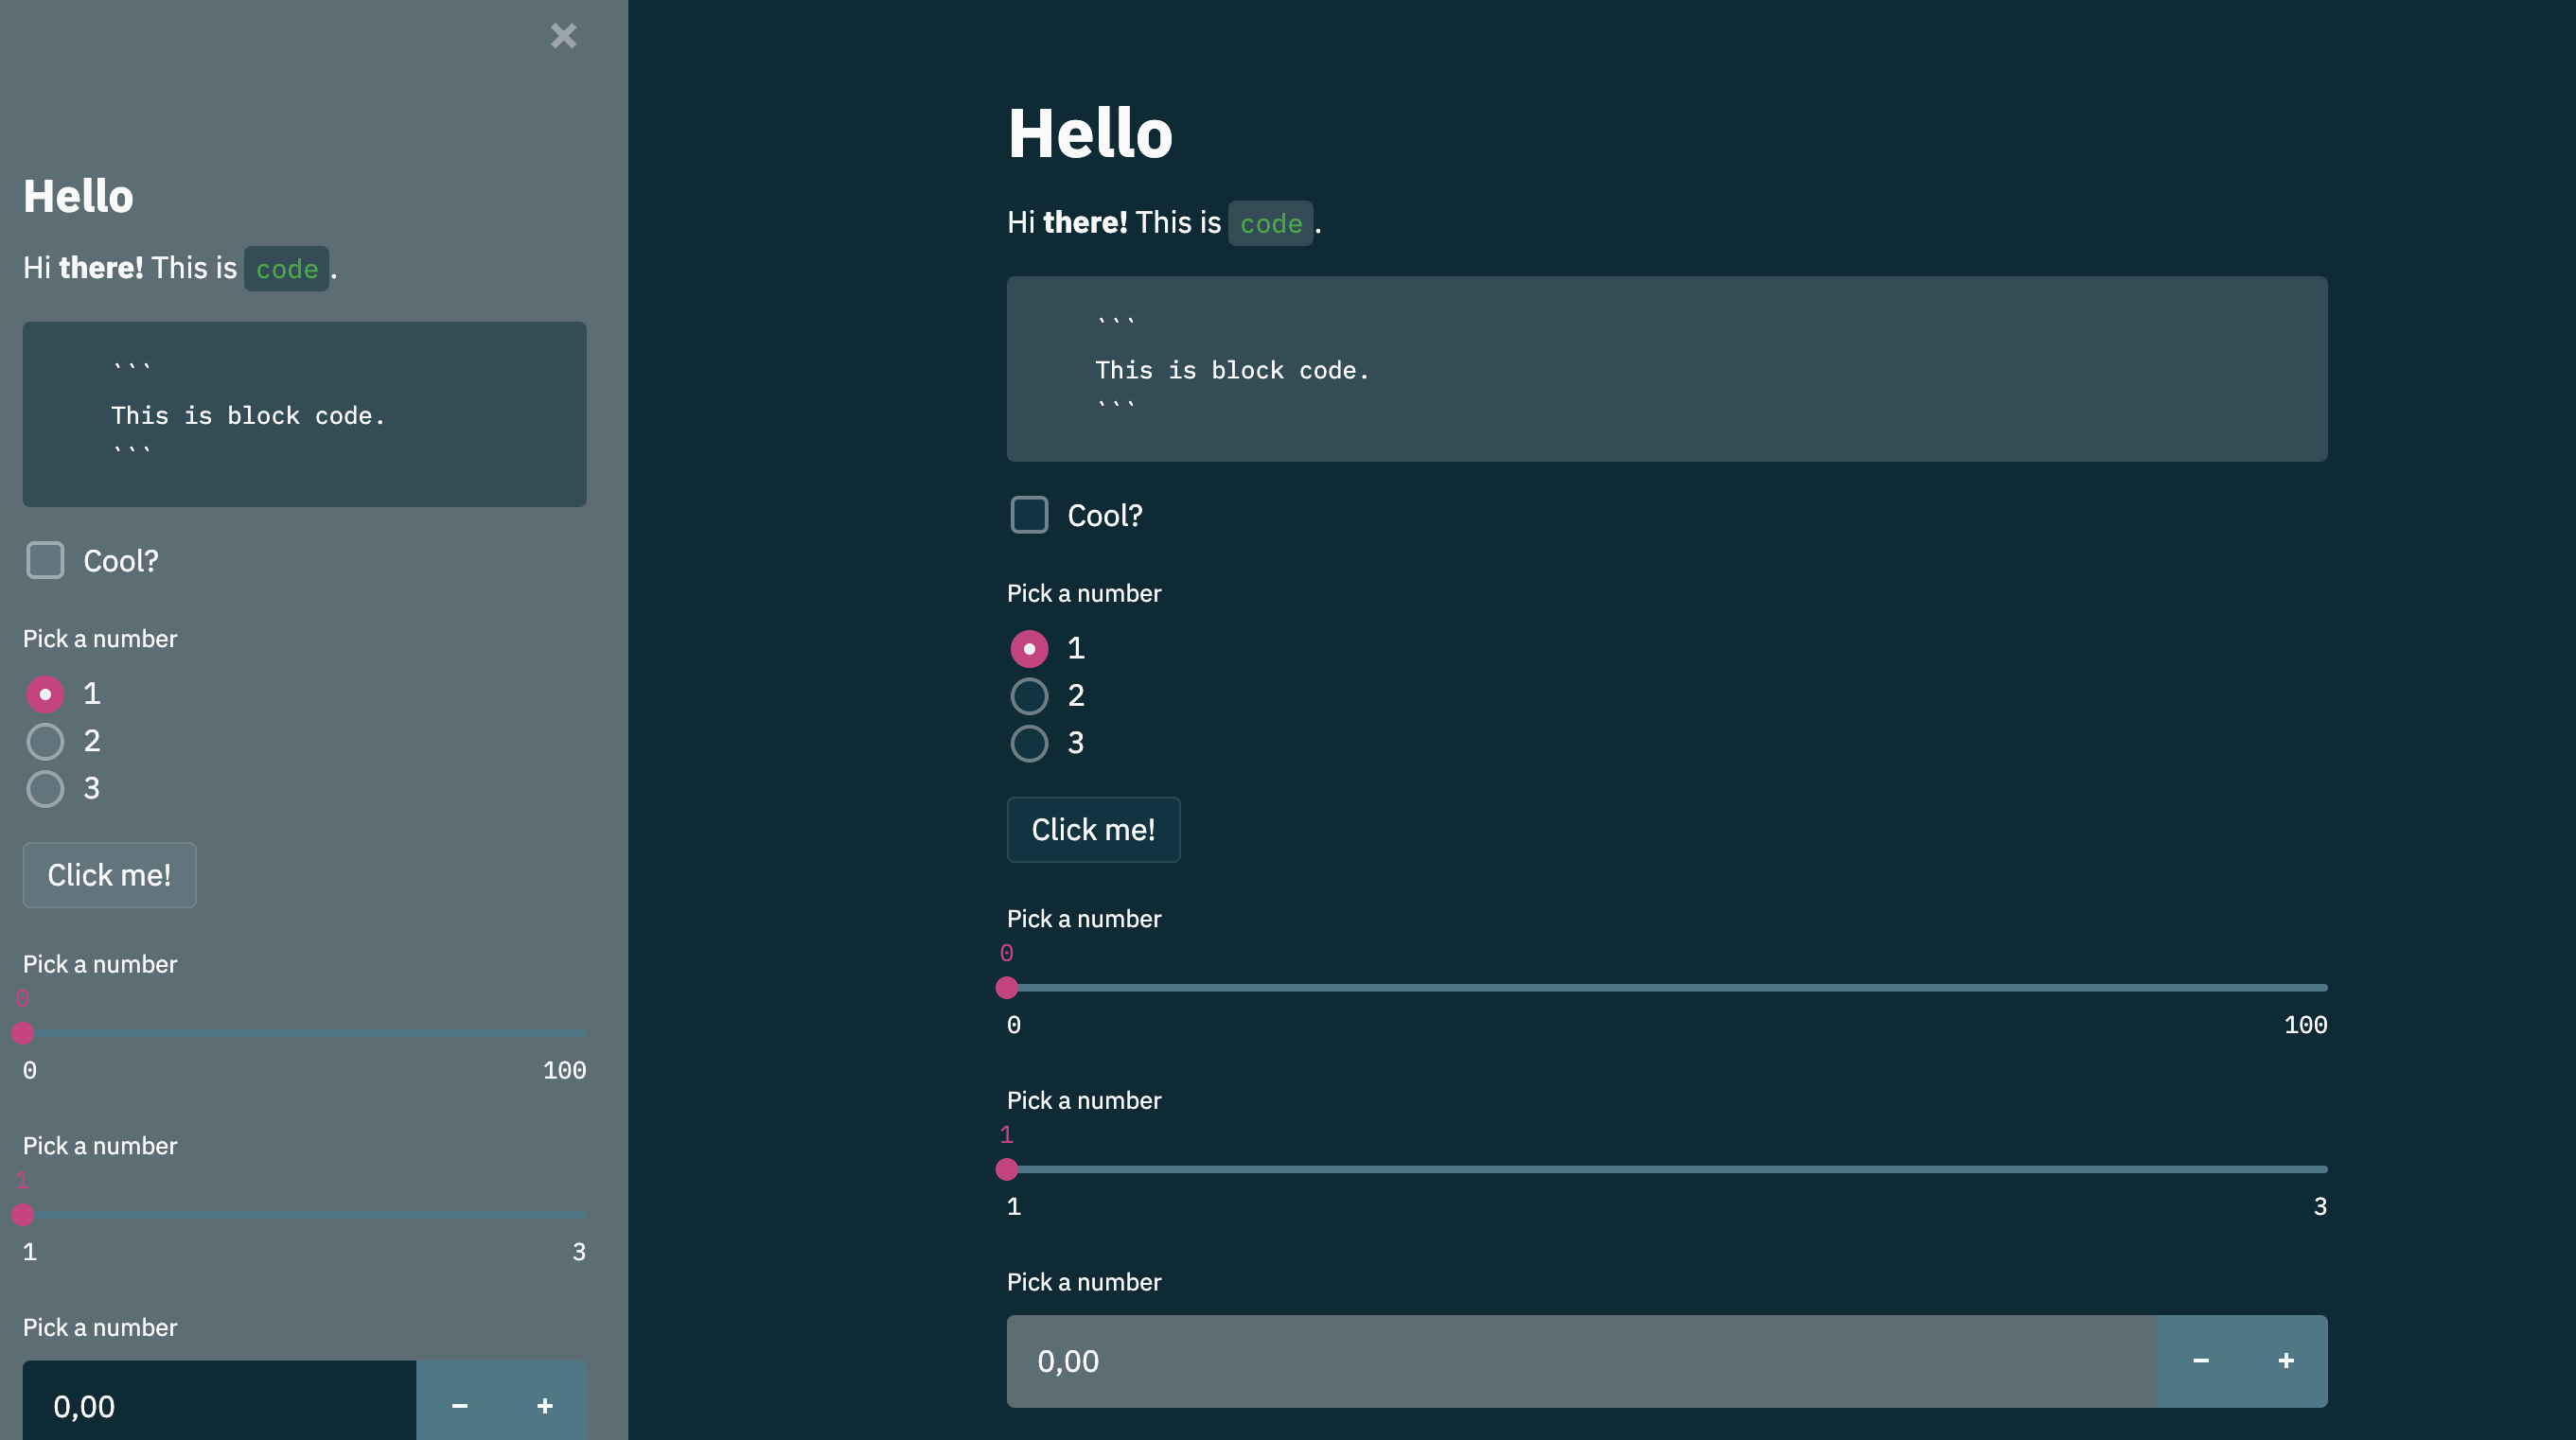 Hello
Hi there! This is code.
```
This is block code.
```
Cool?
Pick a number
1
2
3
Click me!
Pick a number
0
0 100
Pick a number
1
1 3
Pick a number
0,00 − +
Hello
Hi there! This is code.
```
This is block code.
```
Cool?
Pick a number
1
2
3
Click me!
Pick a number
0
0 100
Pick a number
1
1 3
Pick a number
0,00 − +